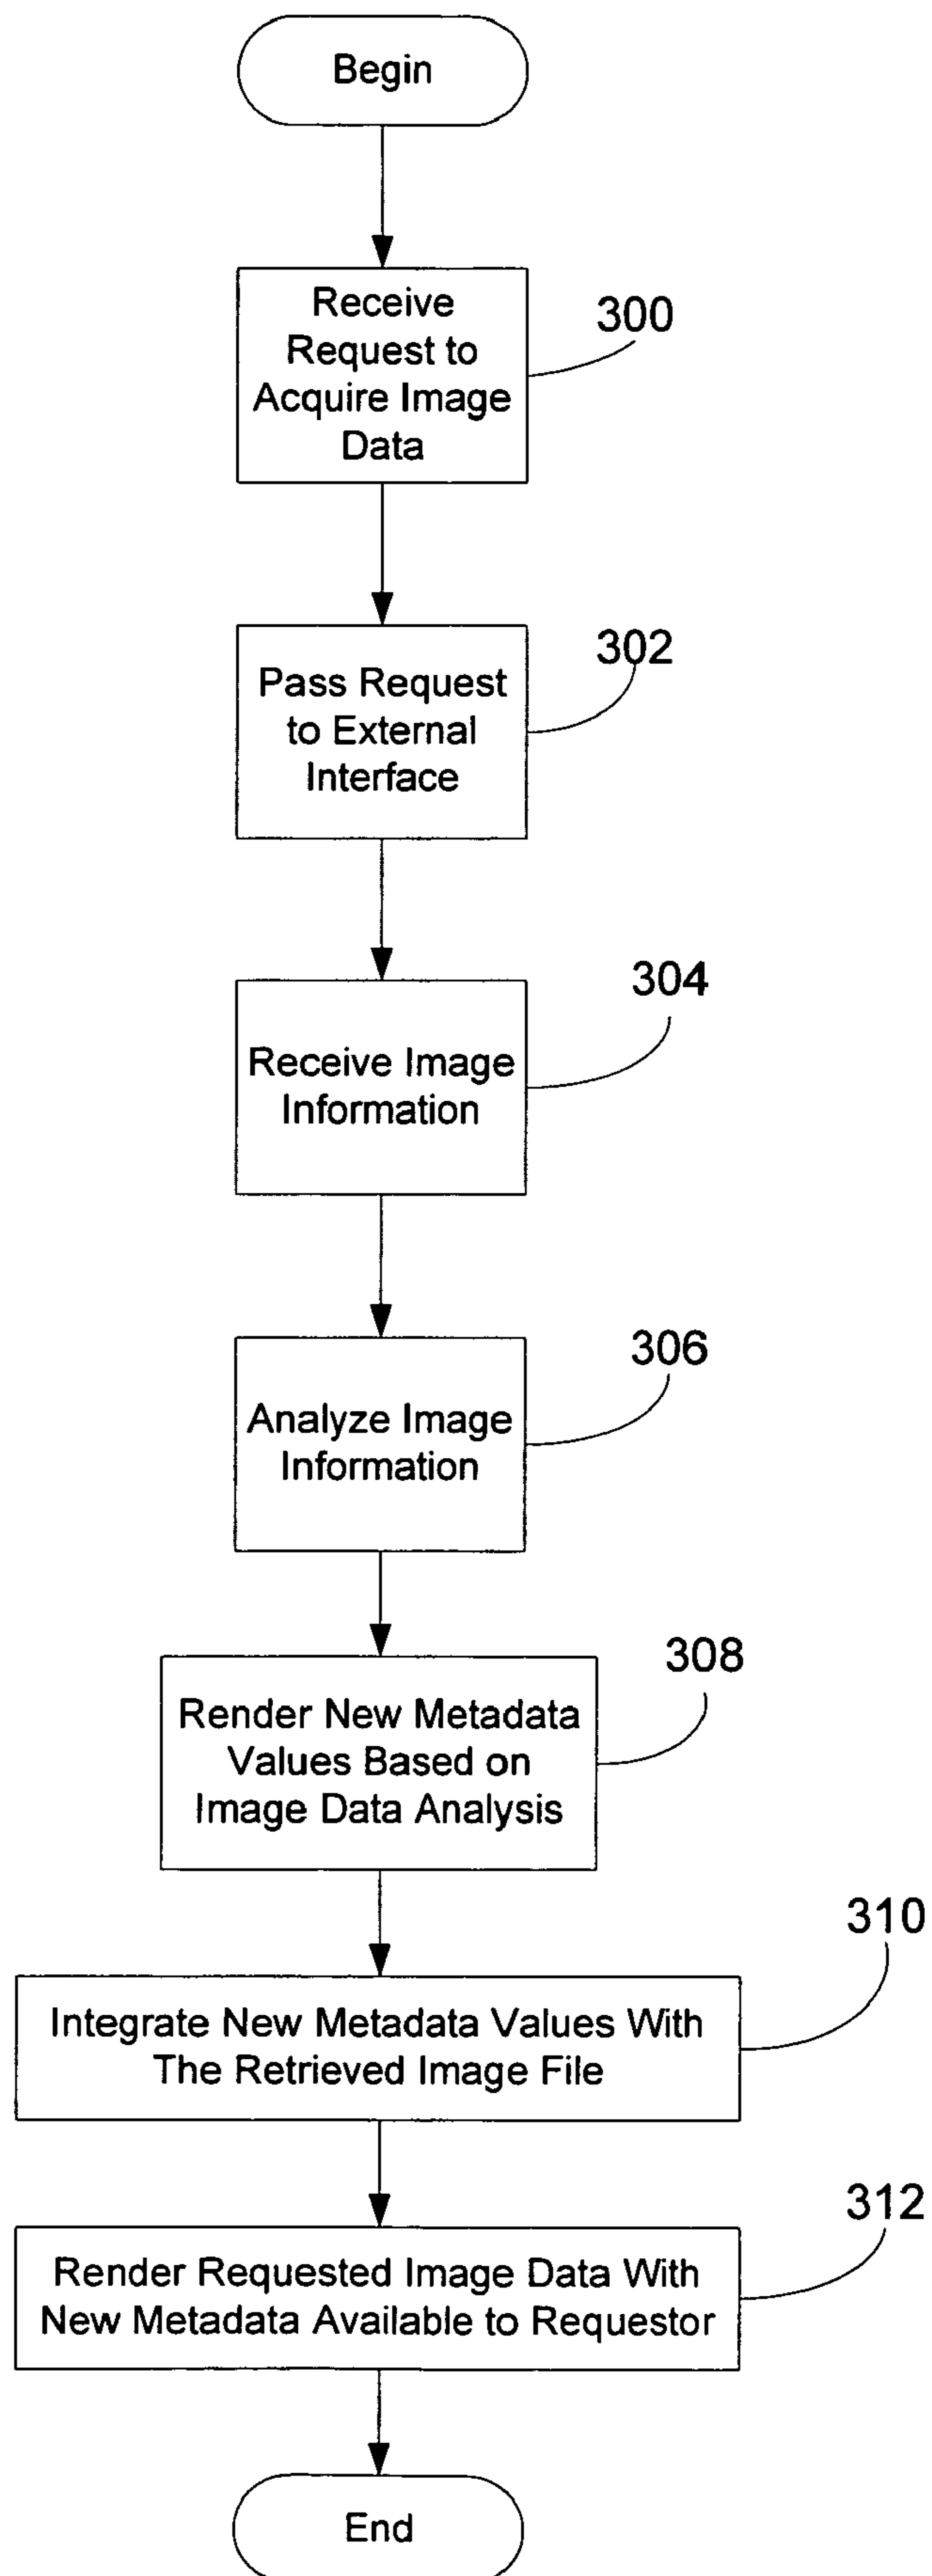 Begin
Receive
Request to
Acquire Image
Data
300
Pass Request
to External
Interface
302
Receive Image
Information
304
Analyze Image
Information
306
Render New Metadata
Values Based on
Image Data Analysis
308
Integrate New Metadata Values With
The Retrieved Image File
310
Render Requested Image Data With
New Metadata Available to Requestor
312
End